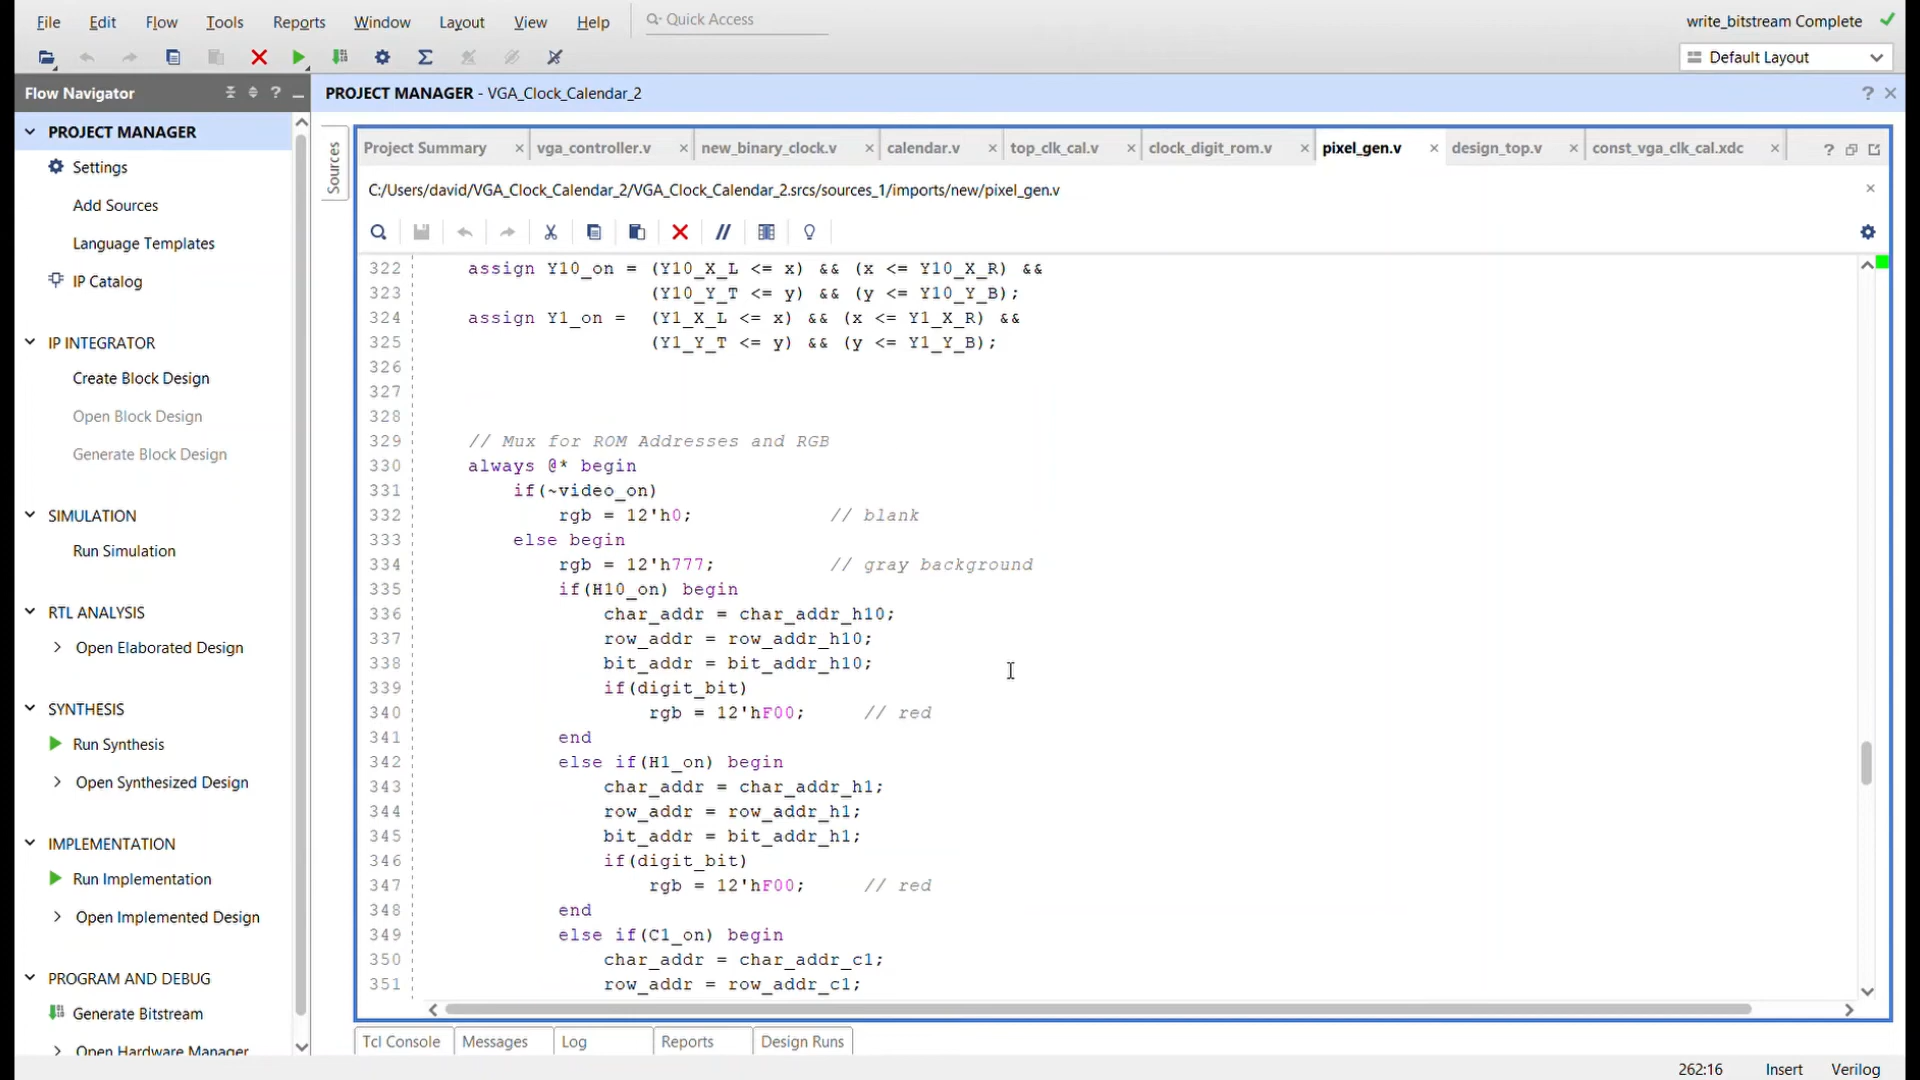 File Edit Flow Tools Reports Window Layout View Help Quick Access write_bitstream Complete
Default Layout
Flow Navigator
PROJECT MANAGER - VGA_Clock_Calendar_2
PROJECT MANAGER
Settings
Add Sources
Language Templates
IP Catalog
IP INTEGRATOR
Create Block Design
Open Block Design
Generate Block Design
SIMULATION
Run Simulation
RTL ANALYSIS
Open Elaborated Design
SYNTHESIS
Run Synthesis
Open Synthesized Design
IMPLEMENTATION
Run Implementation
Open Implemented Design
PROGRAM AND DEBUG
Generate Bitstream
Open Hardware Manager
Sources
Project Summary vga_controller.v new_binary_clock.v calendar.v top_clk_cal.v clock_digit_rom.v pixel_gen.v design_top.v const_vga_clk_cal.xdc
C:/Users/david/VGA_Clock_Calendar_2/VGA_Clock_Calendar_2.srcs/sources_1/imports/new/pixel_gen.v
322 assign Y10_on = (Y10_X_L <= x) && (x <= Y10_X_R) &&
323 (Y10_Y_T <= y) && (y <= Y10_Y_B);
324 assign Y1_on = (Y1_X_L <= x) && (x <= Y1_X_R) &&
325 (Y1_Y_T <= y) && (y <= Y1_Y_B);
326
327
328
329 // Mux for ROM Addresses and RGB
330 always @* begin
331 if(~video_on)
332 rgb = 12'h0; // blank
333 else begin
334 rgb = 12'h777; // gray background
335 if(H10_on) begin
336 char_addr = char_addr_h10;
337 row_addr = row_addr_h10;
338 bit_addr = bit_addr_h10;
339 if(digit_bit)
340 rgb = 12'hF00; // red
341 end
342 else if(H1_on) begin
343 char_addr = char_addr_h1;
344 row_addr = row_addr_h1;
345 bit_addr = bit_addr_h1;
346 if(digit_bit)
347 rgb = 12'hF00; // red
348 end
349 else if(C1_on) begin
350 char_addr = char_addr_c1;
351 row_addr = row_addr_c1;
Tcl Console Messages Log Reports Design Runs
262:16 Insert Verilog